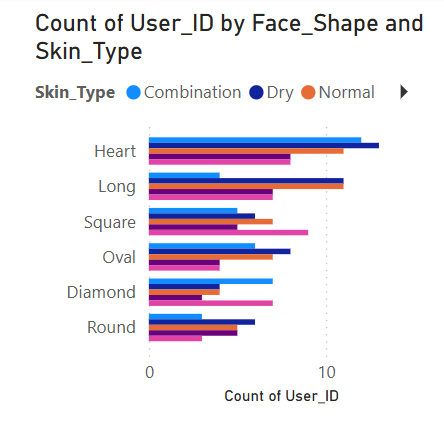 Count of User_ID by Face_Shape and
Skin_Type
Skin_Type Combination Dry Normal
Heart
Long
Square
Oval
Diamond
Round
0 10
Count of User_ID